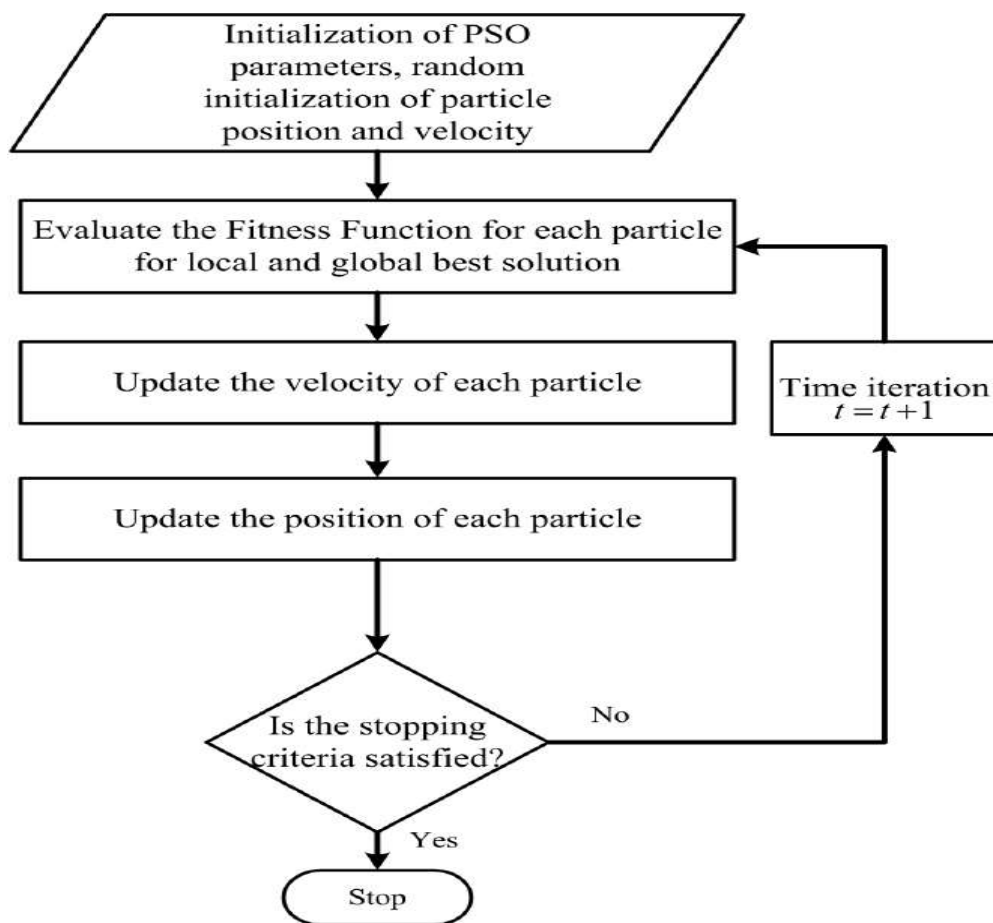 Initialization of PSO
parameters, random
initialization of particle
position and velocity
Evaluate the Fitness Function for each particle
for local and global best solution
Update the velocity of each particle
Time iteration
t = t +1
Update the position of each particle
Is the stopping
criteria satisfied?
No
Yes
Stop